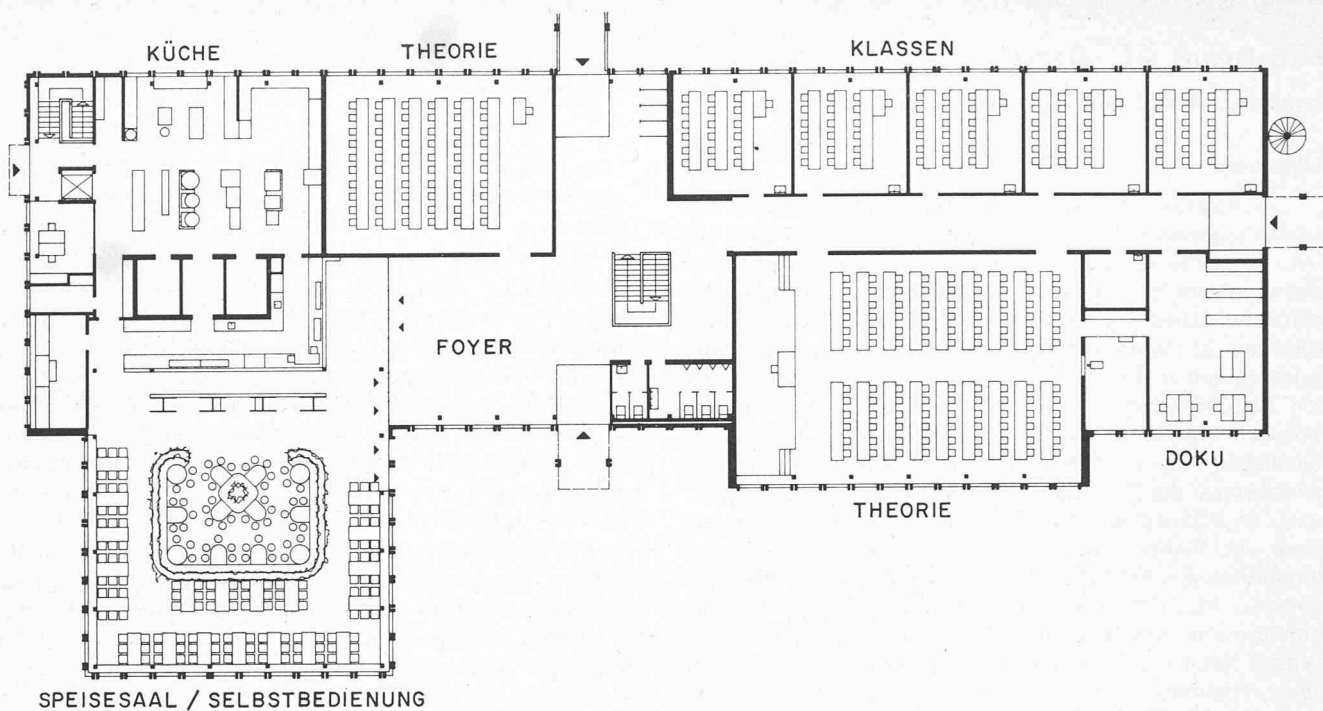 KÜCHE
THEORIE
KLASSEN
FOYER
DOKU
THEORIE
SPEISESAAL / SELBSTBEDIENUNG